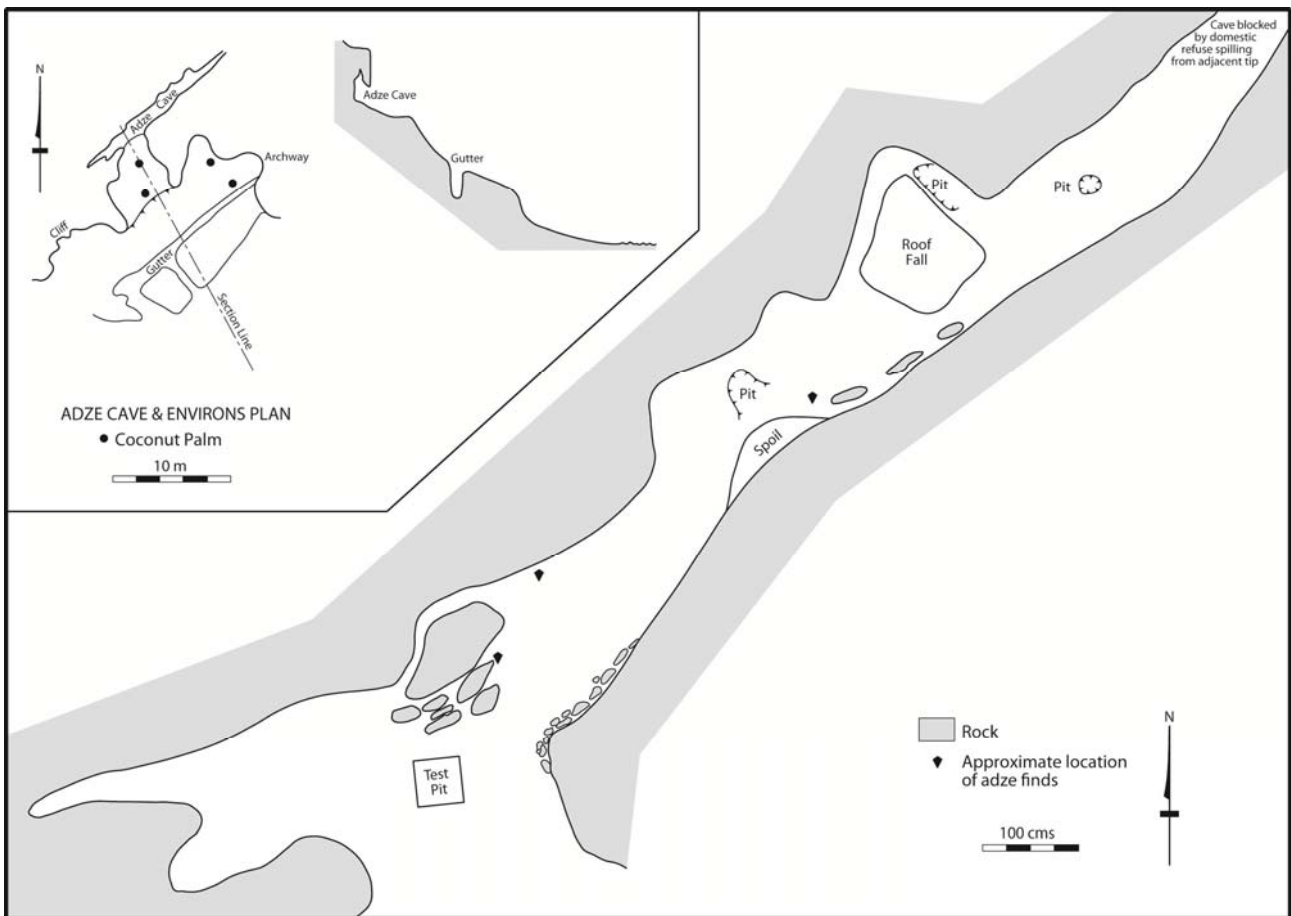 N
Adze Cave
Archway
Cliff
Gutter
Section Line
ADZE CAVE & ENVIRONS PLAN
Coconut Palm
10 m
Adze Cave
Gutter
Cave blocked
by domestic
refuse spilling
from adjacent tip
Pit
Pit
Roof
Fall
Pit
Spoil
Test
Pit
Rock
Approximate location
of adze finds
100 cms
N